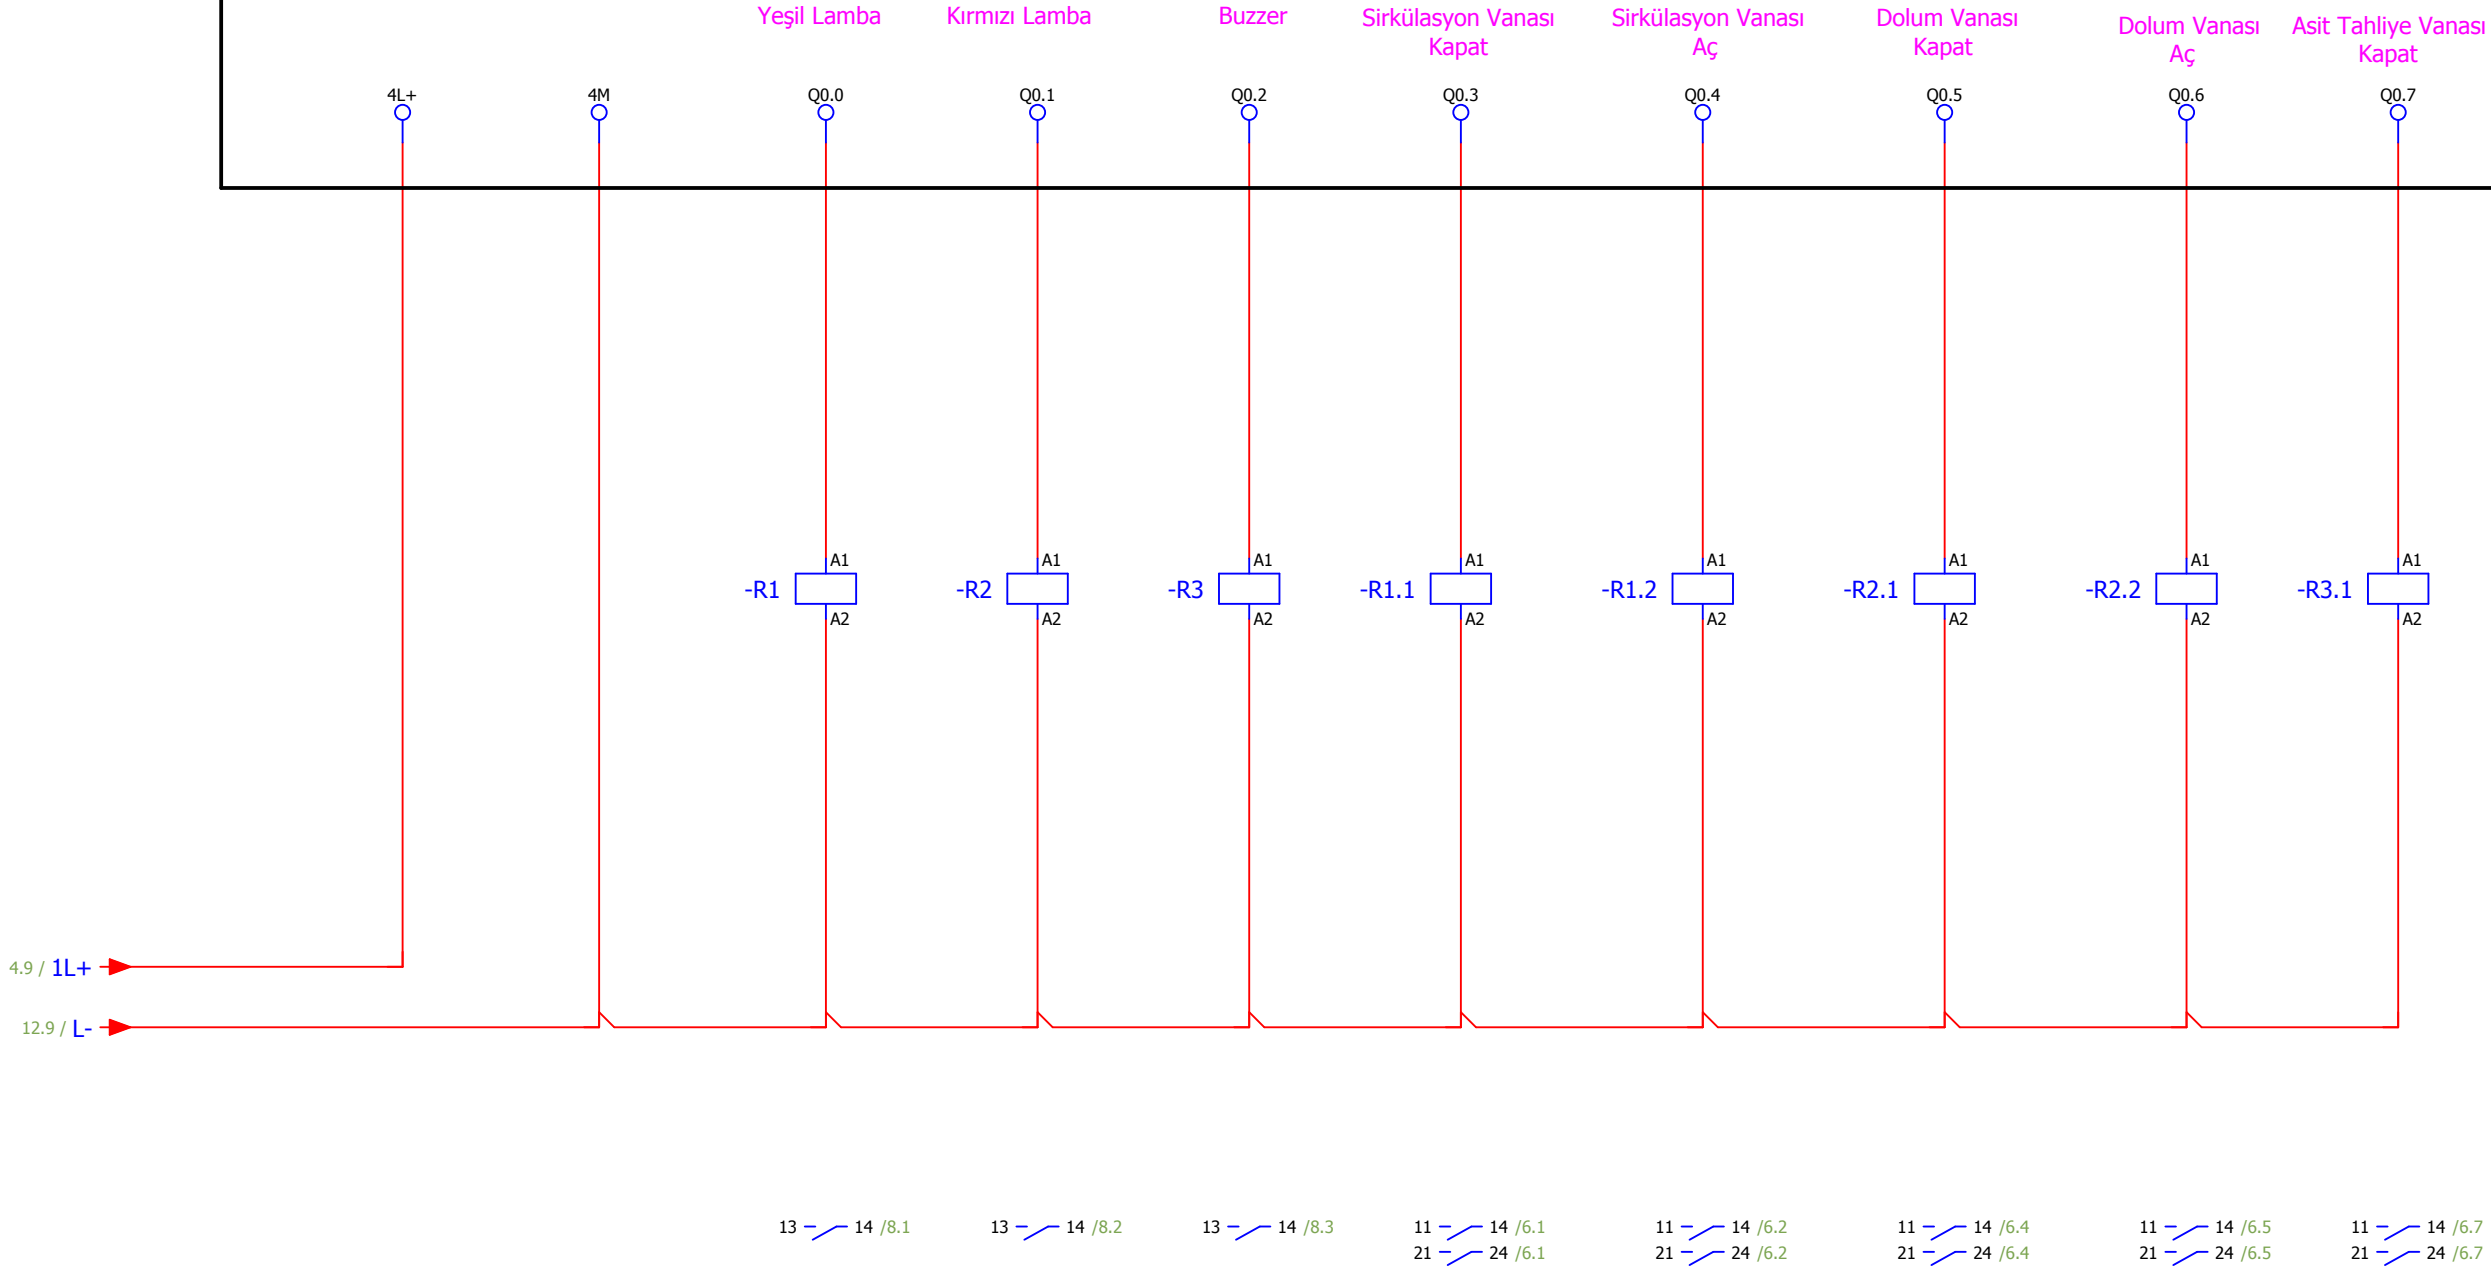 Yeşil Lamba
Kırmızı Lamba
Buzzer
Sirkülasyon Vanası
Kapat
Sirkülasyon Vanası
Aç
Dolum Vanası
Kapat
Dolum Vanası
Aç
Asit Tahliye Vanası
Kapat
4L+ 4M Q0.0 Q0.1 Q0.2 Q0.3 Q0.4 Q0.5 Q0.6 Q0.7
A1 A1 A1 A1 A1 A1 A1 A1
-R1 -R2 -R3 -R1.1 -R1.2 -R2.1 -R2.2 -R3.1
A2 A2 A2 A2 A2 A2 A2 A2
4.9 / 1L+
12.9 / L-
13 14 /8.1 13 14 /8.2 13 14 /8.3 11 14 /6.1 11 14 /6.2 11 14 /6.4 11 14 /6.5 11 14 /6.7
21 24 /6.1 21 24 /6.2 21 24 /6.4 21 24 /6.5 21 24 /6.7